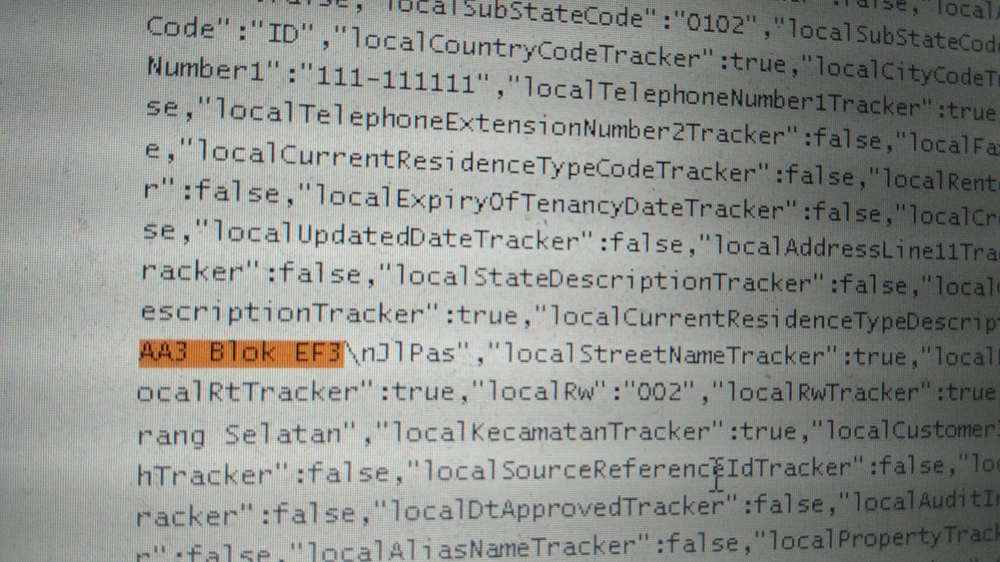 localSubStateCode":"0102","localSubStateCod
Code":"ID","localCountryCodeTracker":true,"localCityCodeT
Number1":"111-111111","localTelephoneNumber1Tracker":true
se,"localTelephoneExtensionNumber2Tracker":false,"localFa
e,"localCurrentResidenceTypeCodeTracker":false,"localRent
r":false,"localExpiryOfTenancyDateTracker":false,"localCr
se,"localUpdatedDateTracker":false,"localAddressLine11Tra
racker":false,"localStateDescriptionTracker":false,"local
escriptionTracker":true,"localCurrentResidenceTypeDescrip
AA3 Blok EF3\nJlPas","localStreetNameTracker":true,"local
ocalRtTracker":true,"localRw":"002","localRwTracker":true
rang Selatan","localKecamatanTracker":true,"localCustomer
hTracker":false,"localSourceReferenceIdTracker":false,"lo
racker":false,"localDtApprovedTracker":false,"localAuditI
r":false,"localAliasNameTracker":false,"localPropertyTrack